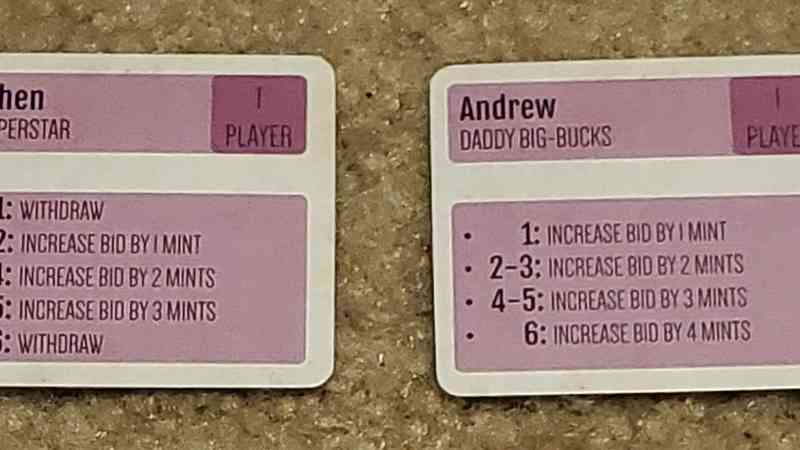 hen
PERSTAR
1
PLAYER
1: WITHDRAW
2: INCREASE BID BY 1 MINT
4: INCREASE BID BY 2 MINTS
5: INCREASE BID BY 3 MINTS
6: WITHDRAW
Andrew
DADDY BIG-BUCKS
1
PLAYE
• 1: INCREASE BID BY 1 MINT
• 2-3: INCREASE BID BY 2 MINTS
• 4-5: INCREASE BID BY 3 MINTS
• 6: INCREASE BID BY 4 MINTS